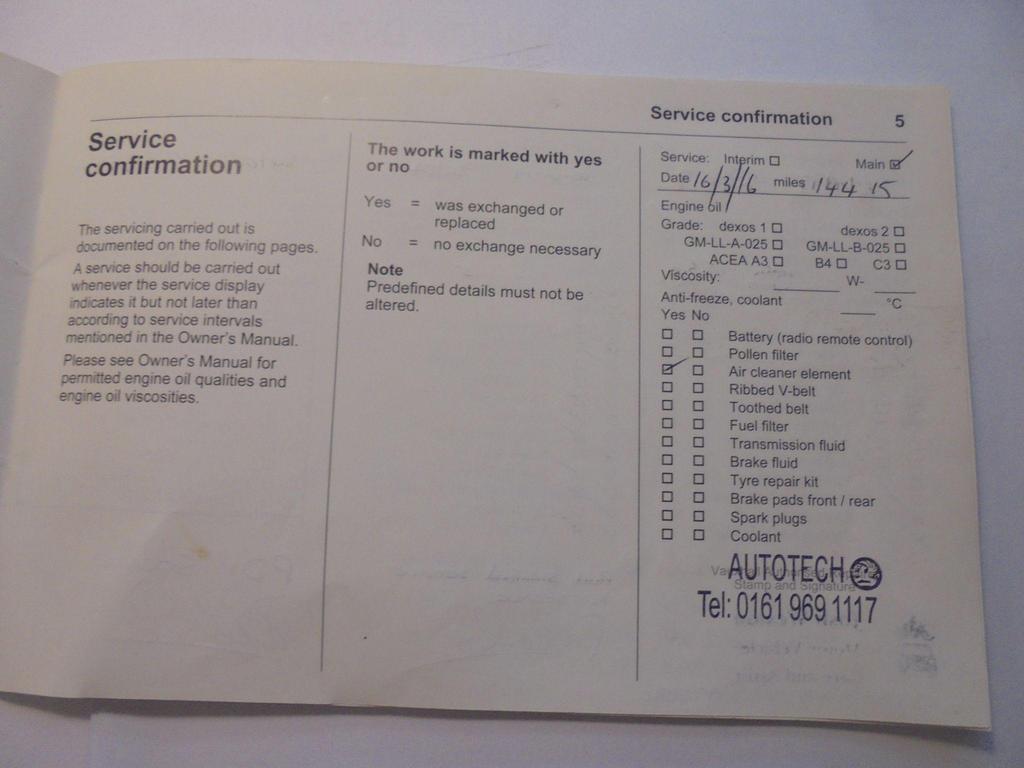 Service confirmation 5
Service
confirmation
The servicing carried out is
documented on the following pages.
A service should be carried out
whenever the service display
indicates it but not later than
according to service intervals
mentioned in the Owner's Manual.
Please see Owner's Manual for
permitted engine oil qualities and
engine oil viscosities.
The work is marked with yes
or no
Yes = was exchanged or
replaced
No = no exchange necessary
Note
Predefined details must not be
altered.
Service: Interim ☐ Main ☑
Date 16/3/16 miles 14415
Engine oil
Grade: dexos 1 ☐ dexos 2 ☐
GM-LL-A-025 ☐ GM-LL-B-025 ☐
ACEA A3 ☐ B4 ☐ C3 ☐
Viscosity: ____ W- ____
Anti-freeze, coolant ____ °C
Yes No
☐ ☐ Battery (radio remote control)
☐ ☐ Pollen filter
☑ ☐ Air cleaner element
☐ ☐ Ribbed V-belt
☐ ☐ Toothed belt
☐ ☐ Fuel filter
☐ ☐ Transmission fluid
☐ ☐ Brake fluid
☐ ☐ Tyre repair kit
☐ ☐ Brake pads front / rear
☐ ☐ Spark plugs
☐ ☐ Coolant
AUTOTECH
Stamp and Signature
Tel: 0161 969 1117